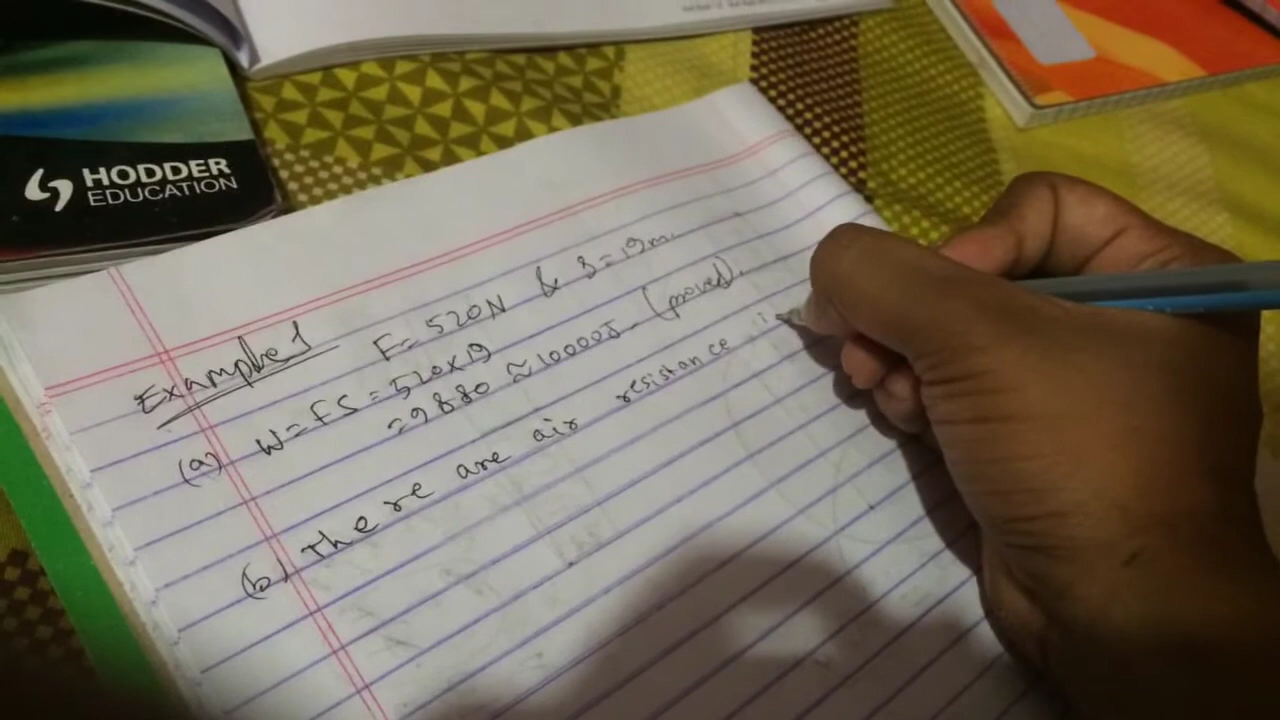 HODDER
EDUCATION
Example 1
F = 520N & S = 19m.
(a) W = FS = 520×19
= 9880 ≈ 10000J. (proved).
(b) There are air resistance i